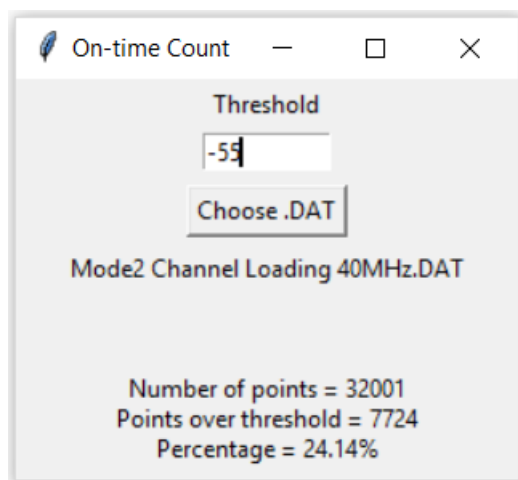 On-time Count
Threshold
-55
Choose .DAT
Mode2 Channel Loading 40MHz.DAT
Number of points = 32001
Points over threshold = 7724
Percentage = 24.14%